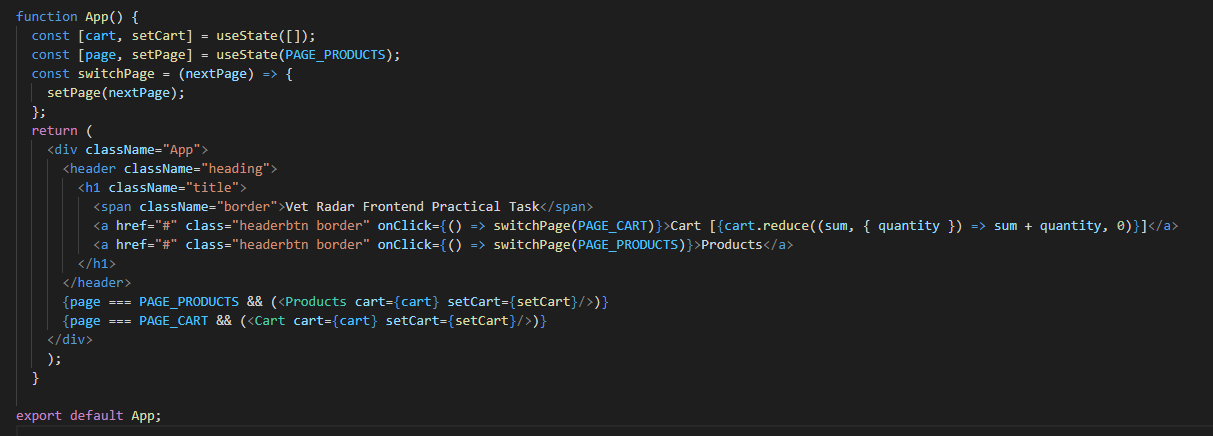 function App() {
const [cart, setCart] = useState([]);
const [page, setPage] = useState(PAGE_PRODUCTS);
const switchPage = (nextPage) => {
setPage(nextPage);
};
return (
<div className="App">
<header className="heading">
<h1 className="title">
<span className="border">Vet Radar Frontend Practical Task</span>
<a href="#" class="headerbtn border" onClick={() => switchPage(PAGE_CART)}>Cart [{cart.reduce((sum, { quantity }) => sum + quantity, 0)}]</a>
<a href="#" class="headerbtn border" onClick={() => switchPage(PAGE_PRODUCTS)}>Products</a>
</h1>
</header>
{page === PAGE_PRODUCTS && (<Products cart={cart} setCart={setCart}/>)}
{page === PAGE_CART && (<Cart cart={cart} setCart={setCart}/>)}
</div>
);
}
export default App;